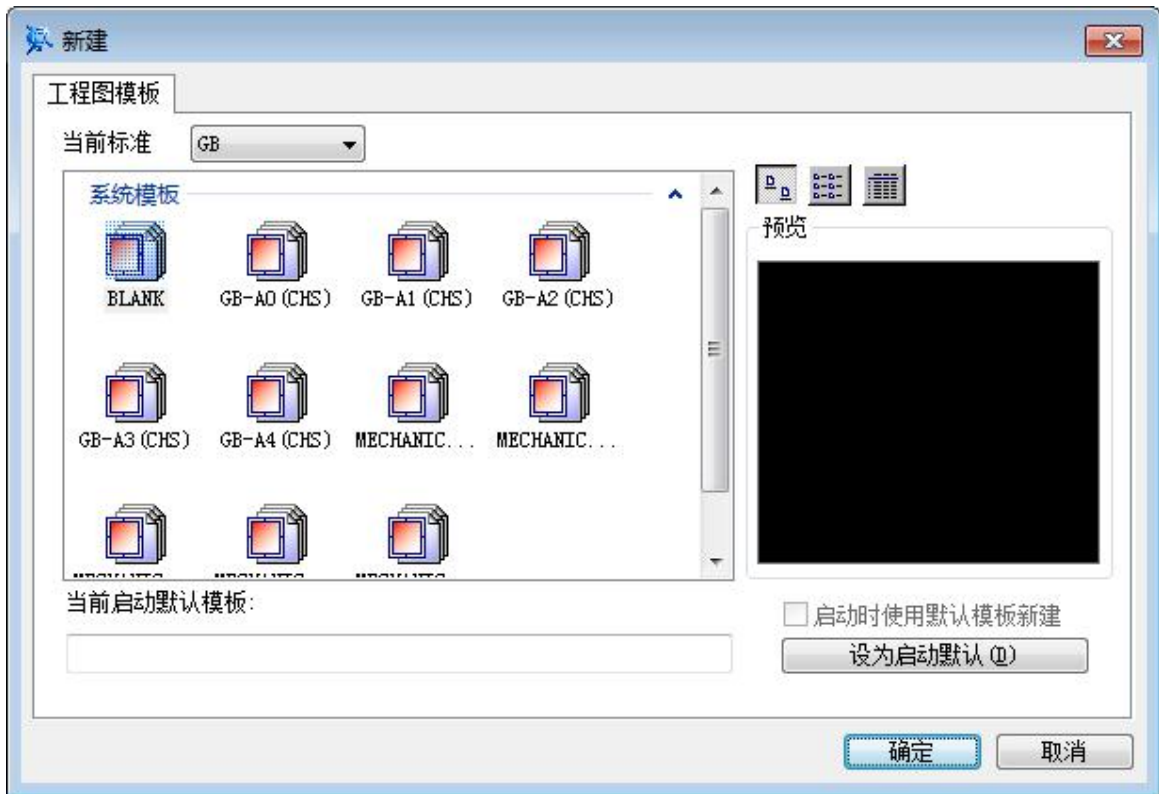 新建
工程图模板
当前标准 GB
系统模板
BLANK GB-A0(CHS) GB-A1(CHS) GB-A2(CHS)
GB-A3(CHS) GB-A4(CHS) MECHANIC... MECHANIC...
预览
当前启动默认模板:
启动时使用默认模板新建
设为启动默认(D)
确定 取消